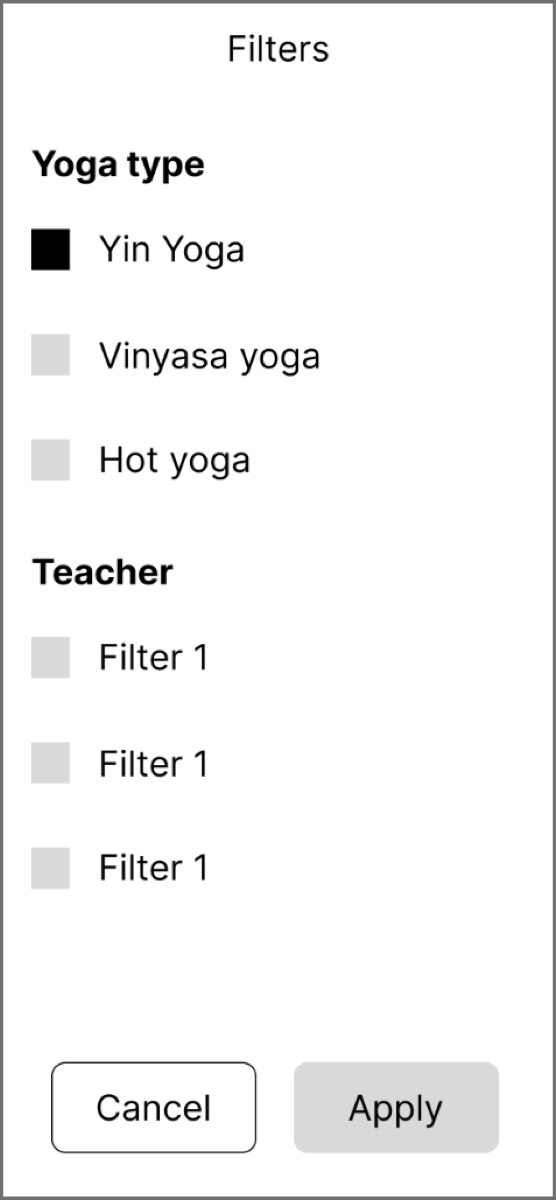 Filters
Yoga type
Yin Yoga
Vinyasa yoga
Hot yoga
Teacher
Filter 1
Filter 1
Filter 1
Cancel
Apply